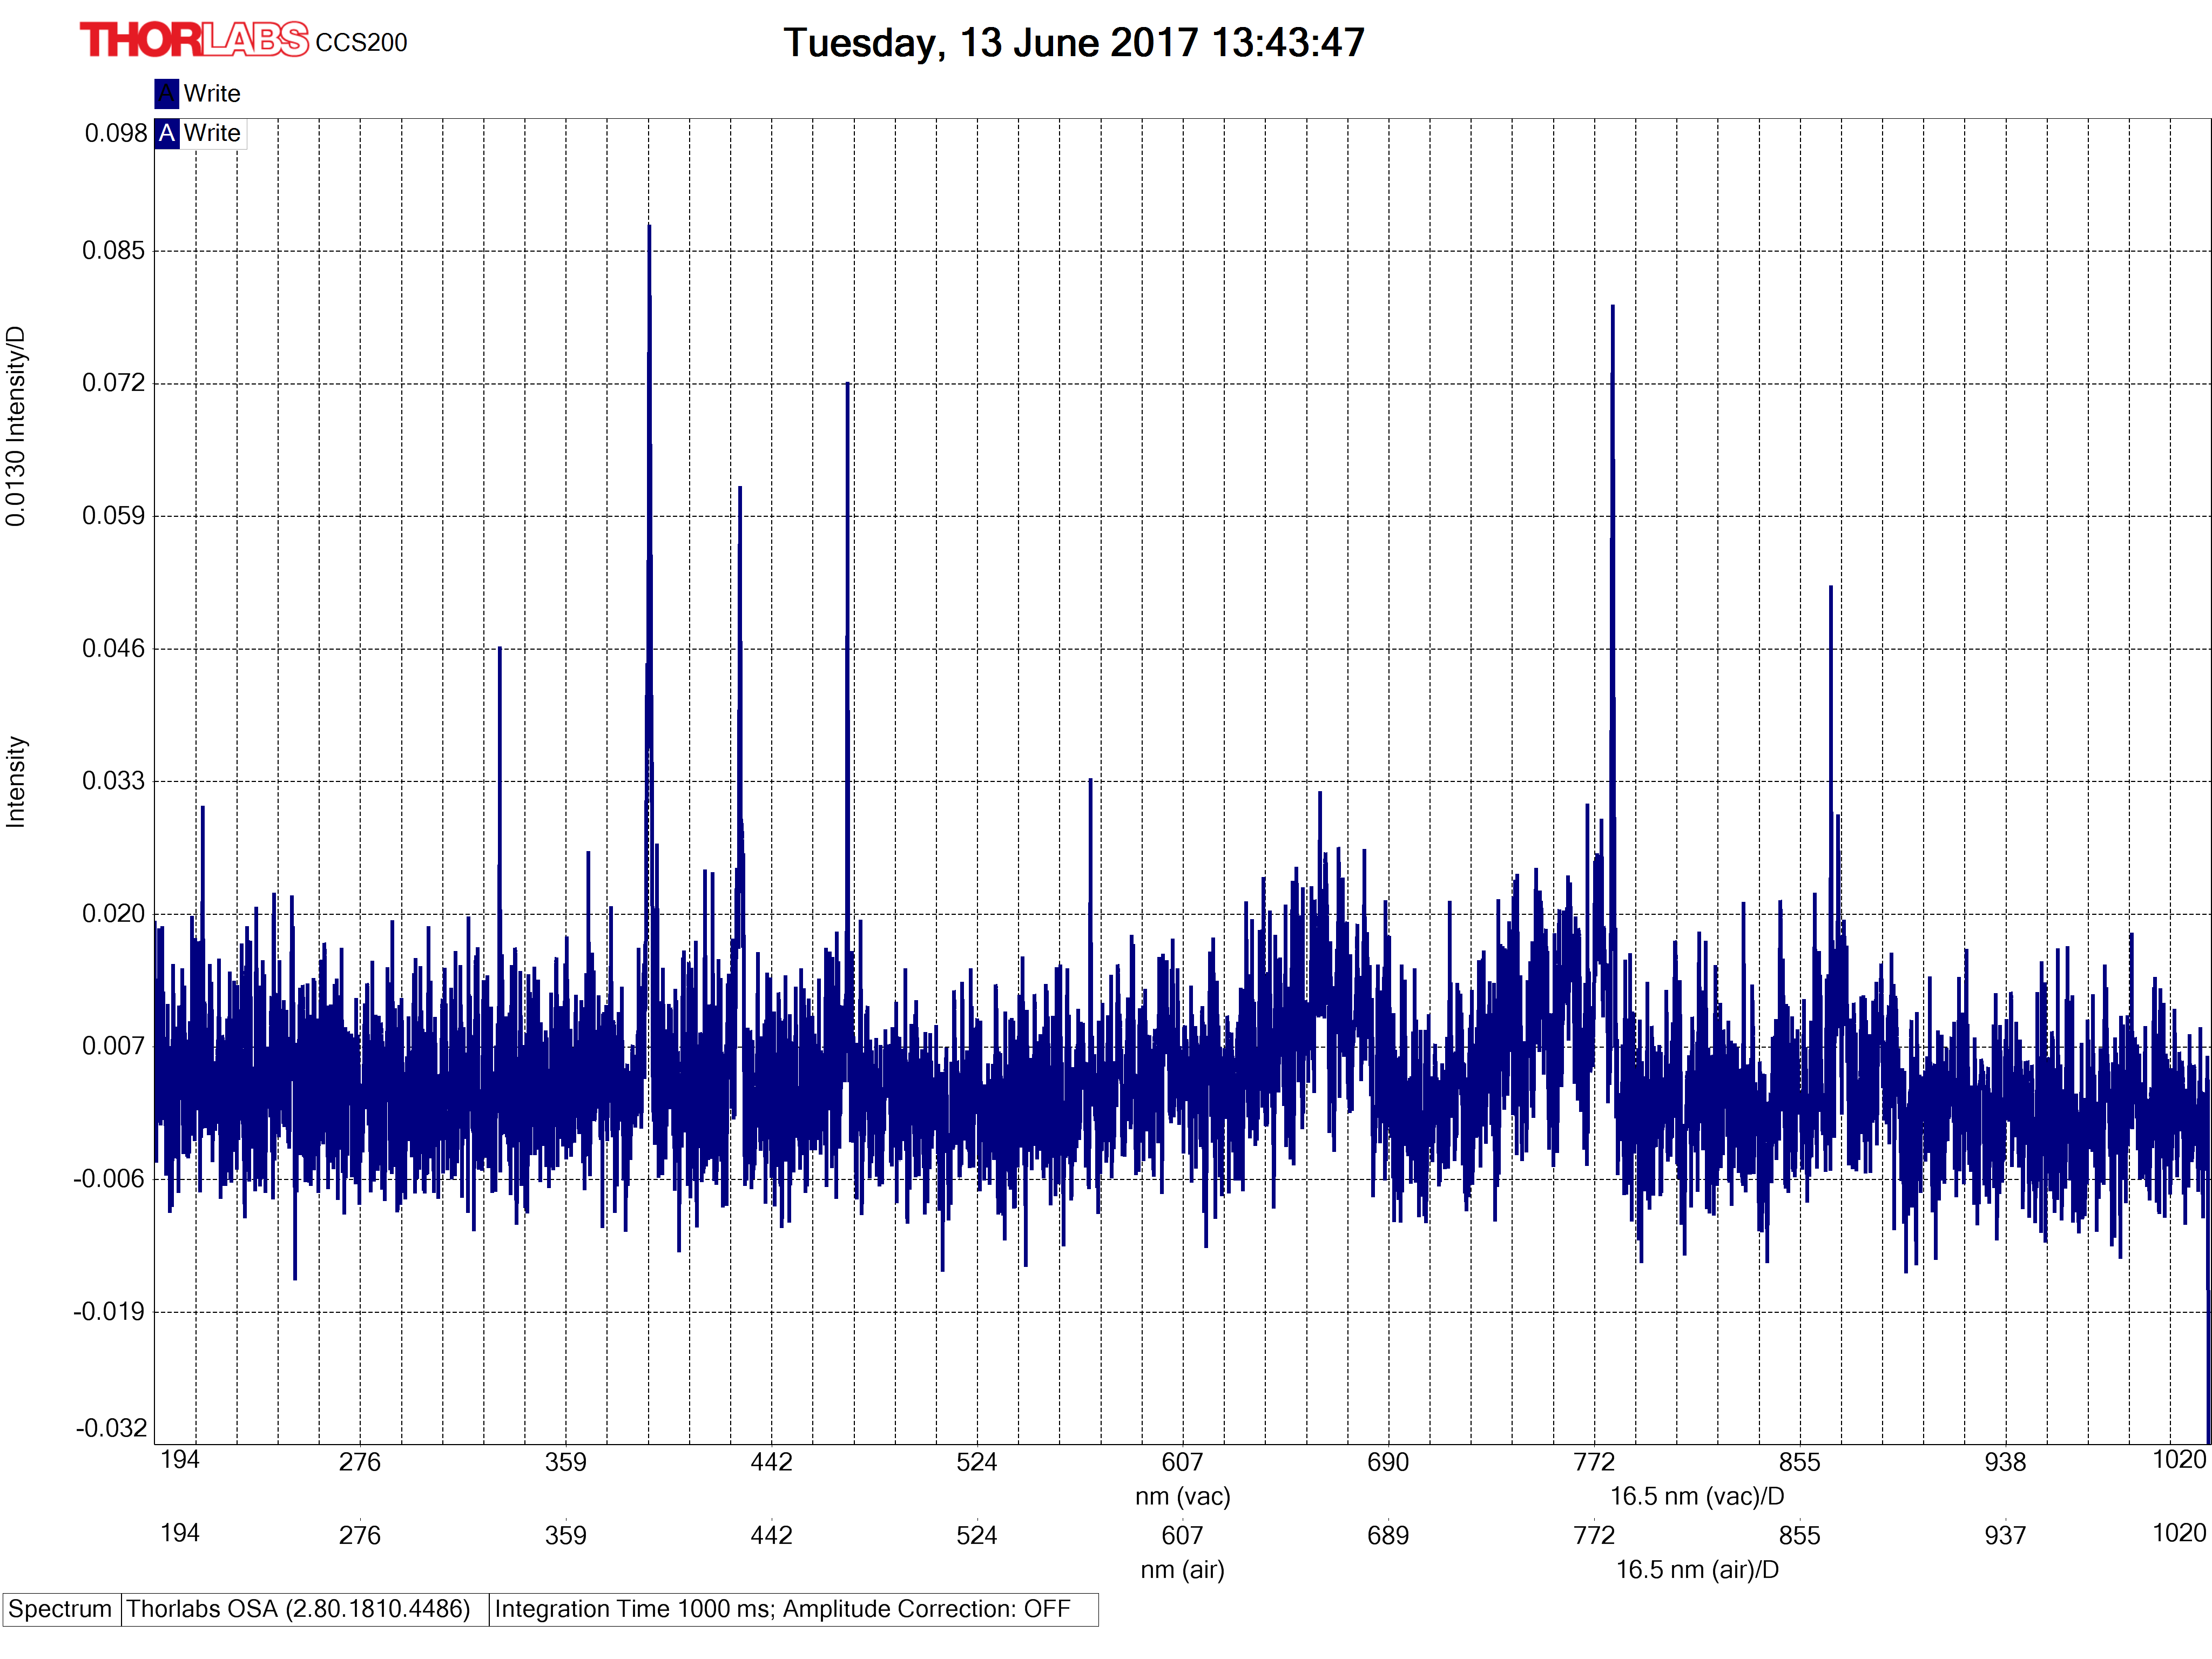 THORLABS CCS200
Tuesday, 13 June 2017 13:43:47
A Write
A Write
0.098
0.085
0.072
0.059
0.046
0.033
0.020
0.007
-0.006
-0.019
-0.032
0.0130 Intensity/D
Intensity
194 276 359 442 524 607 690 772 855 938 1020
nm (vac) 16.5 nm (vac)/D
194 276 359 442 524 607 689 772 855 937 1020
nm (air) 16.5 nm (air)/D
Spectrum Thorlabs OSA (2.80.1810.4486) Integration Time 1000 ms; Amplitude Correction: OFF